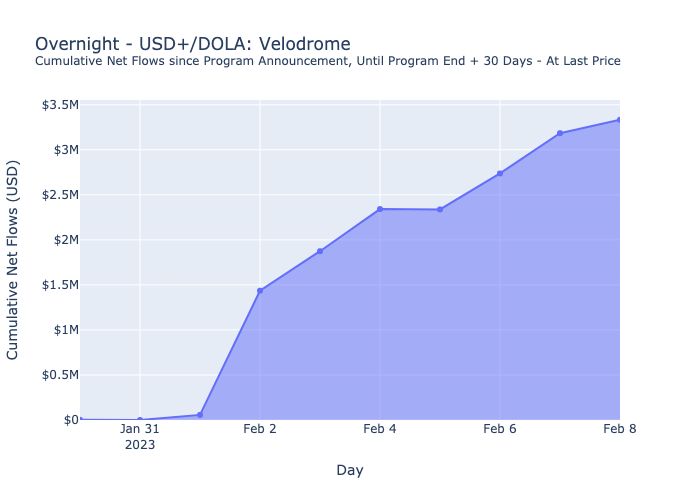 Overnight - USD+/DOLA: Velodrome
Cumulative Net Flows since Program Announcement, Until Program End + 30 Days - At Last Price
Cumulative Net Flows (USD)
$3.5M
$3M
$2.5M
$2M
$1.5M
$1M
$0.5M
$0
Jan 31 Feb 2 Feb 4 Feb 6 Feb 8
2023
Day